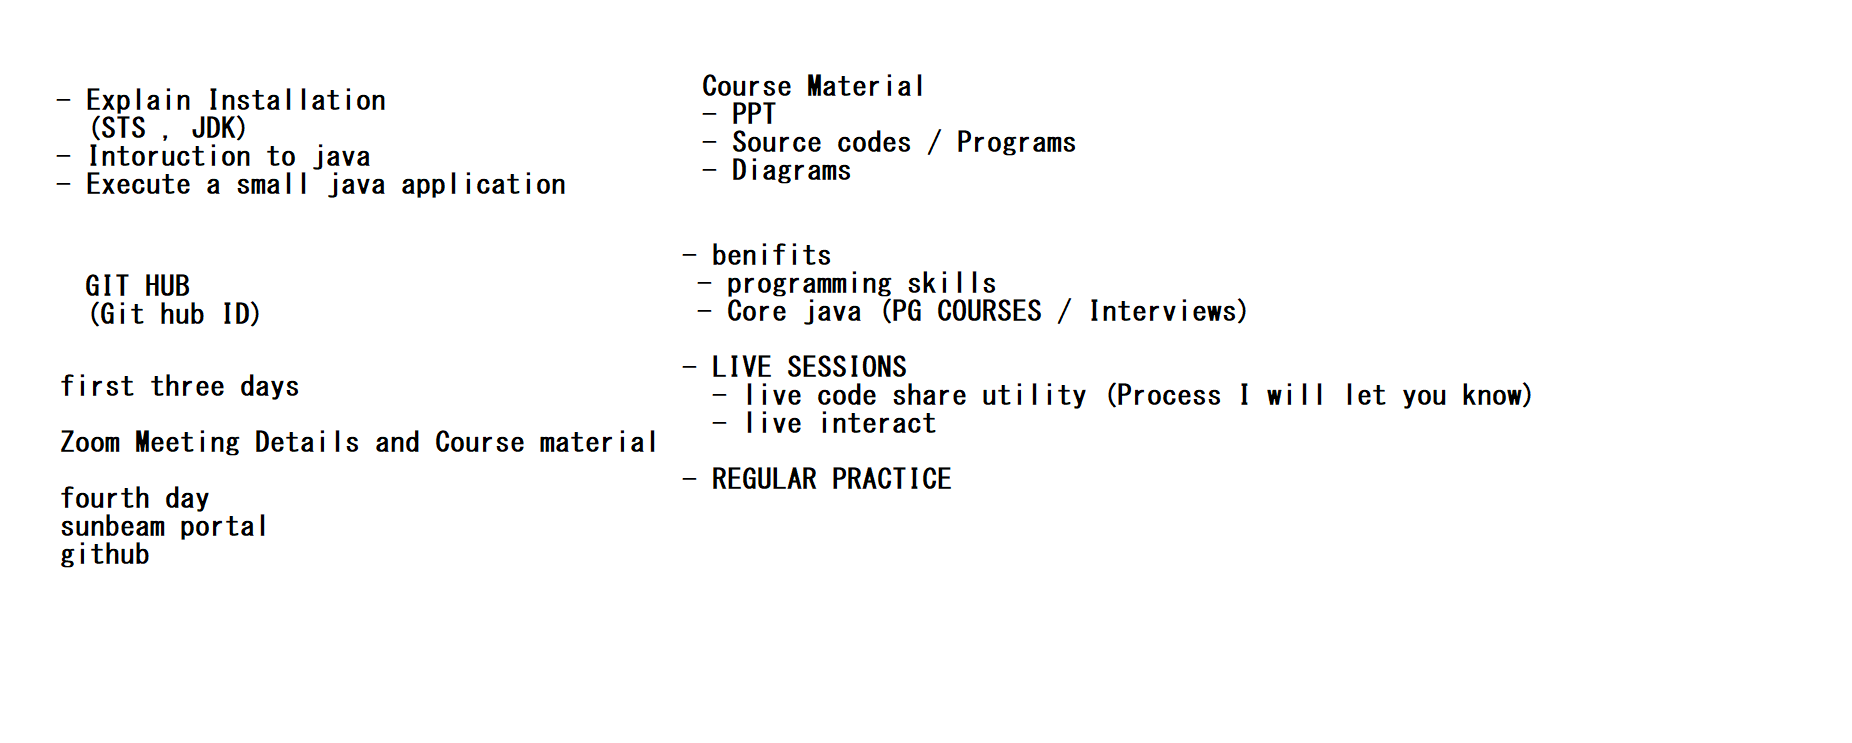 - Explain Installation
(STS , JDK)
- Intoruction to java
- Execute a small java application
GIT HUB
(Git hub ID)
first three days
Zoom Meeting Details and Course material
fourth day
sunbeam portal
github
Course Material
- PPT
- Source codes / Programs
- Diagrams
- benifits
- programming skills
- Core java (PG COURSES / Interviews)
- LIVE SESSIONS
- live code share utility (Process I will let you know)
- live interact
- REGULAR PRACTICE